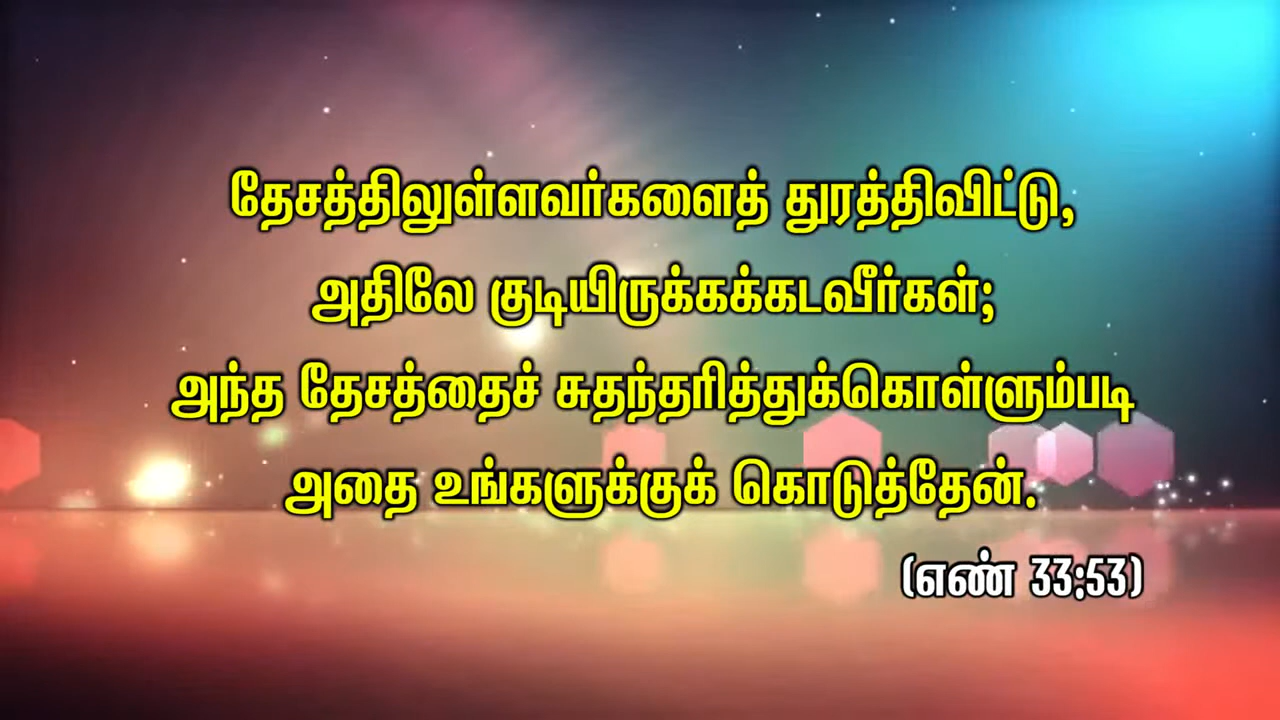 தேசத்திலுள்ளவர்களைத் துரத்திவிட்டு,
அதிலே குடியிருக்கக்கடவீர்கள்;
அந்த தேசத்தைச் சுதந்தரித்துக்கொள்ளும்படி
அதை உங்களுக்குக் கொடுத்தேன்.
(எண் 33:53)